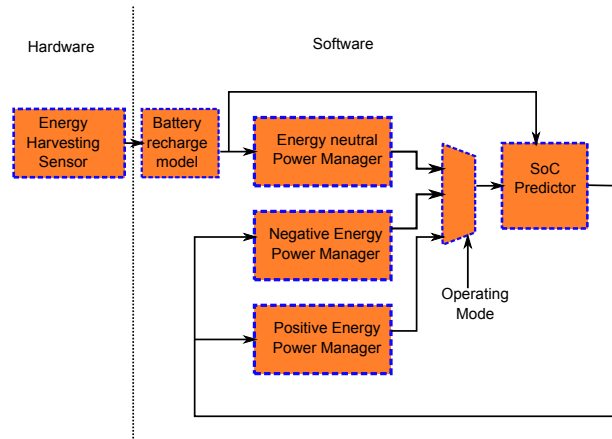 Hardware
Software
Energy
Harvesting
Sensor
Battery
recharge
model
Energy neutral
Power Manager
SoC
Predictor
Negative Energy
Power Manager
Operating
Mode
Positive Energy
Power Manager